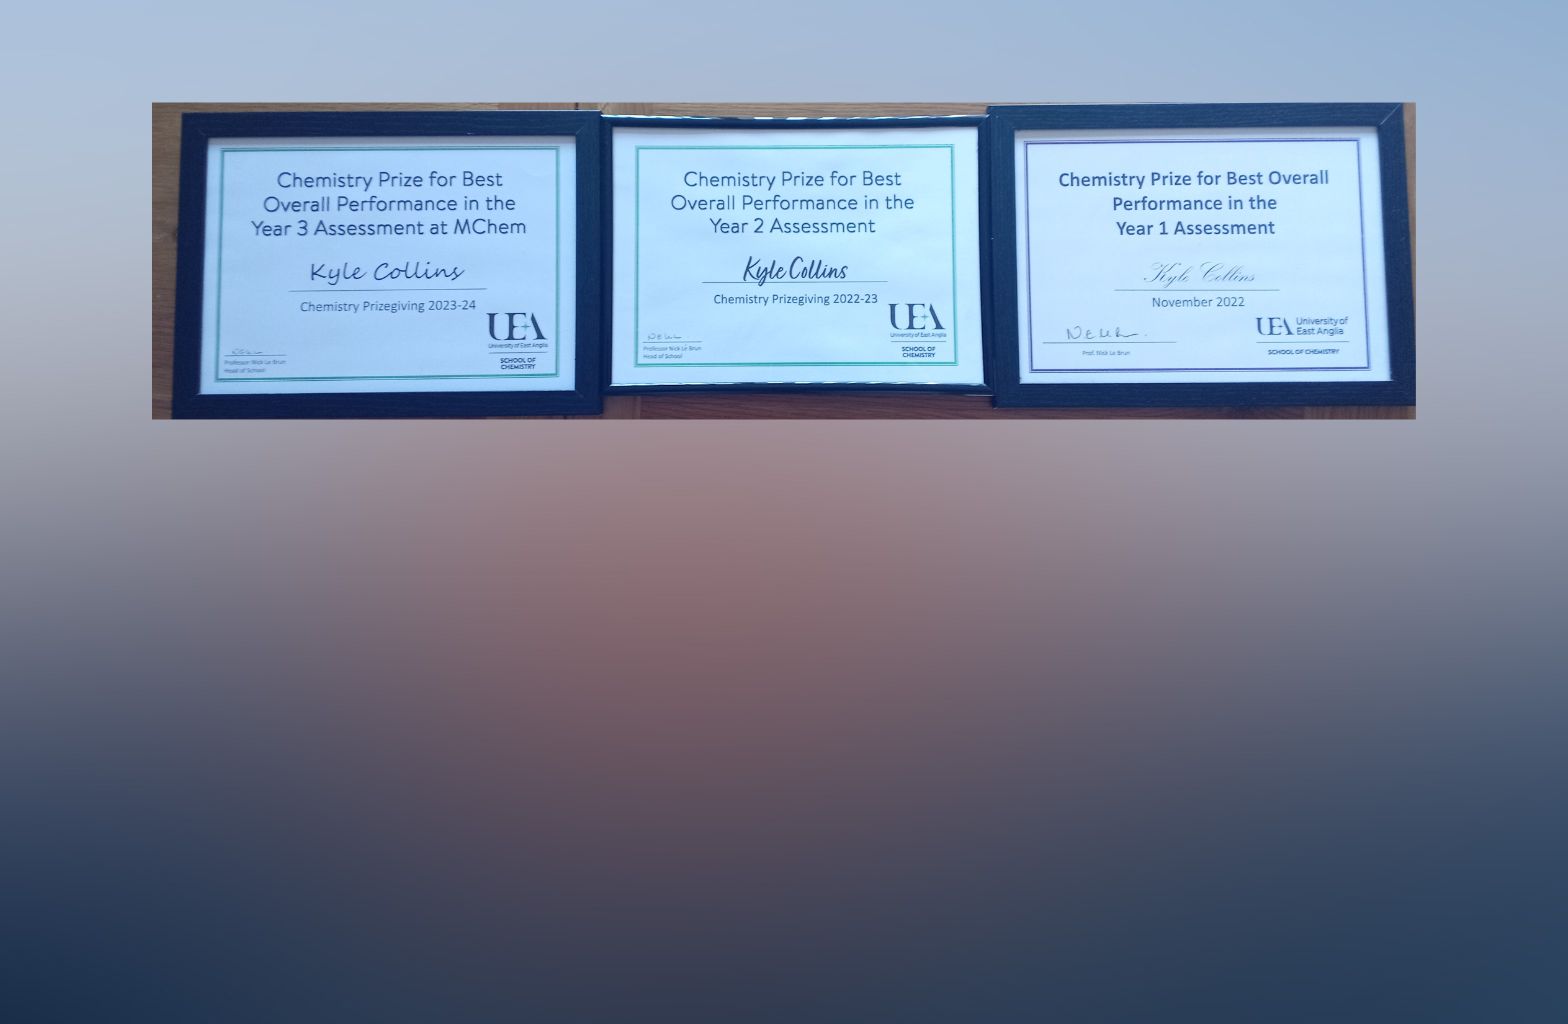 Chemistry Prize for Best
Overall Performance in the
Year 3 Assessment at MChem
Kyle Collins
Chemistry Prizegiving 2023-24
Professor Nick Le Brun
Head of School
UEA
University of East Anglia
SCHOOL OF
CHEMISTRY
Chemistry Prize for Best
Overall Performance in the
Year 2 Assessment
Kyle Collins
Chemistry Prizegiving 2022-23
Professor Nick Le Brun
Head of School
UEA
University of East Anglia
SCHOOL OF
CHEMISTRY
Chemistry Prize for Best Overall
Performance in the
Year 1 Assessment
Kyle Collins
November 2022
Prof. Nick Le Brun
UEA University of
East Anglia
SCHOOL OF CHEMISTRY